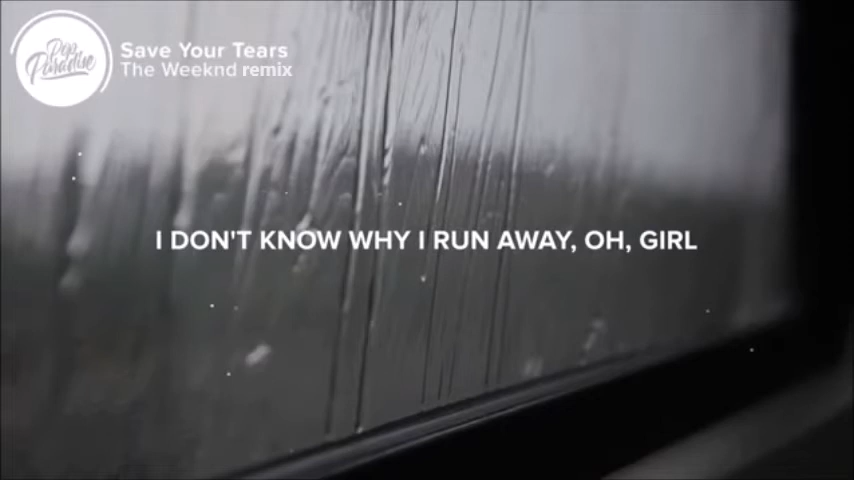 Pop
Paradise
Save Your Tears
The Weeknd remix
I DON'T KNOW WHY I RUN AWAY, OH, GIRL